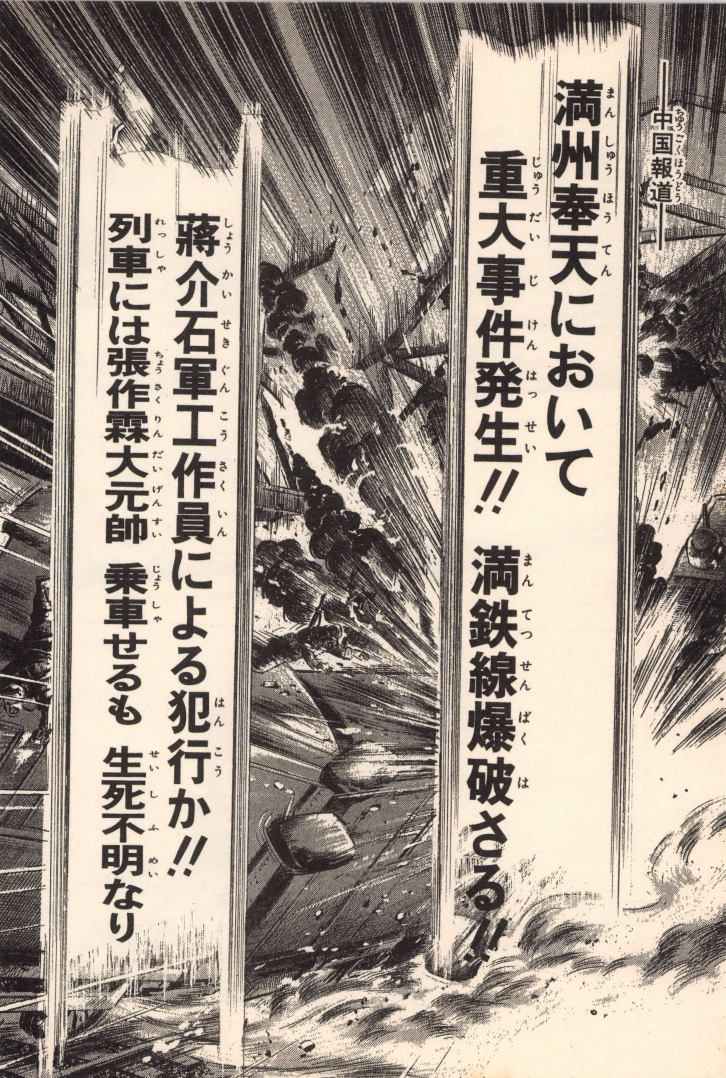 中国報道
満州奉天において
重大事件発生!! 満鉄線爆破さる!!
蔣介石軍工作員による犯行か!!
列車には張作霖大元帥 乗車せるも 生死不明なり